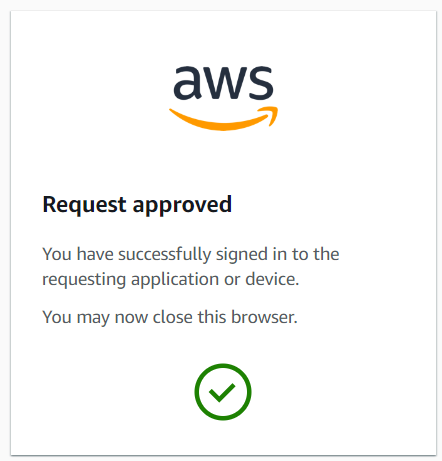 aws
Request approved
You have successfully signed in to the
requesting application or device.
You may now close this browser.